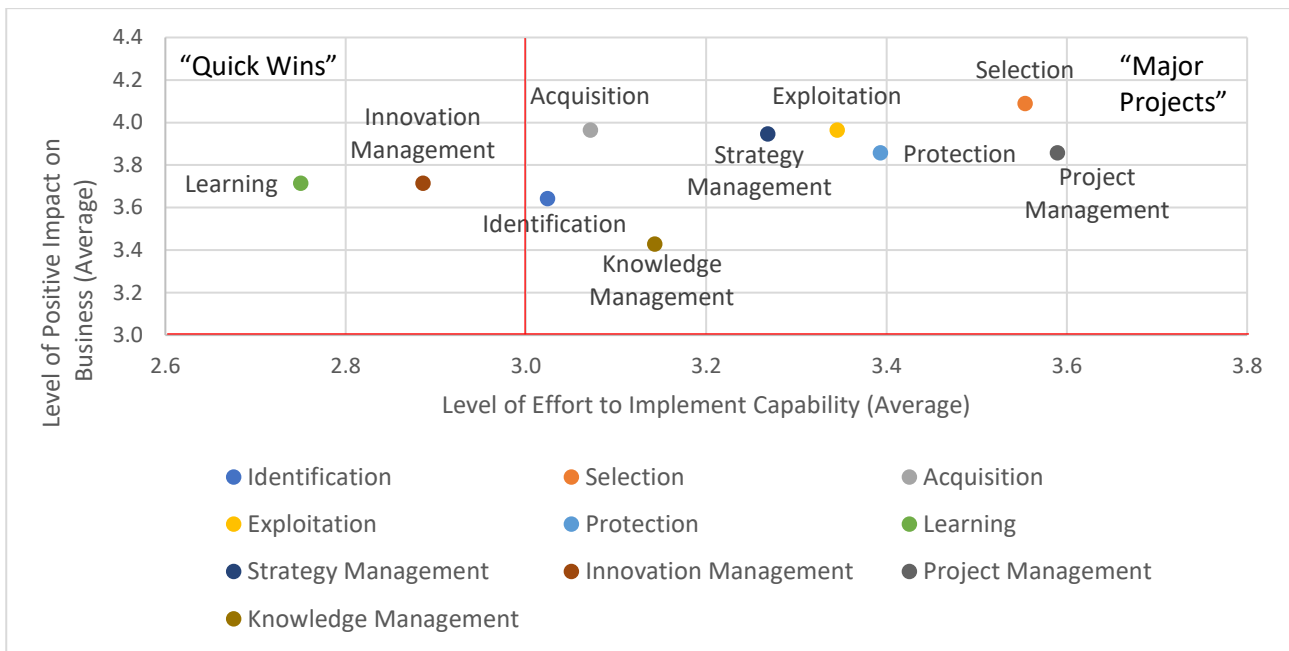 4.4
4.2
4.0
3.8
3.6
3.4
3.2
3.0
2.6
2.8
3.0
3.2
3.4
3.6
3.8
Level of Positive Impact on
Business (Average)
Level of Effort to Implement Capability (Average)
“Quick Wins”
“Major
Projects”
Selection
Acquisition
Exploitation
Innovation
Management
Strategy
Management
Protection
Project
Management
Learning
Identification
Knowledge
Management
Identification
Selection
Acquisition
Exploitation
Protection
Learning
Strategy Management
Innovation Management
Project Management
Knowledge Management